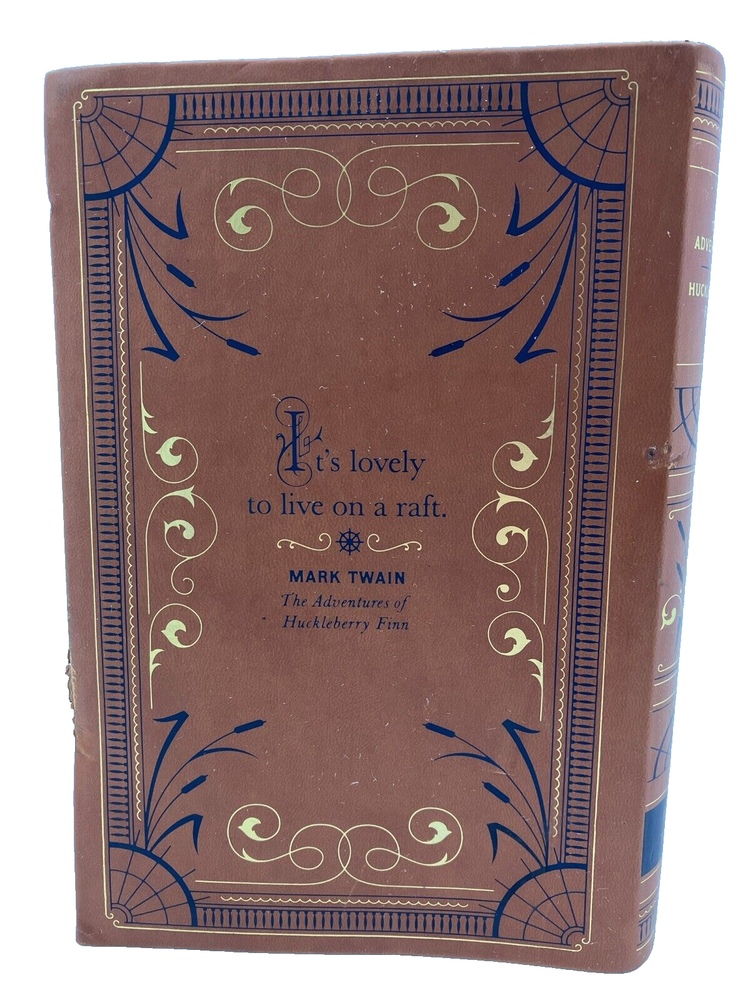 It's lovely
to live on a raft.
MARK TWAIN
The Adventures of
Huckleberry Finn